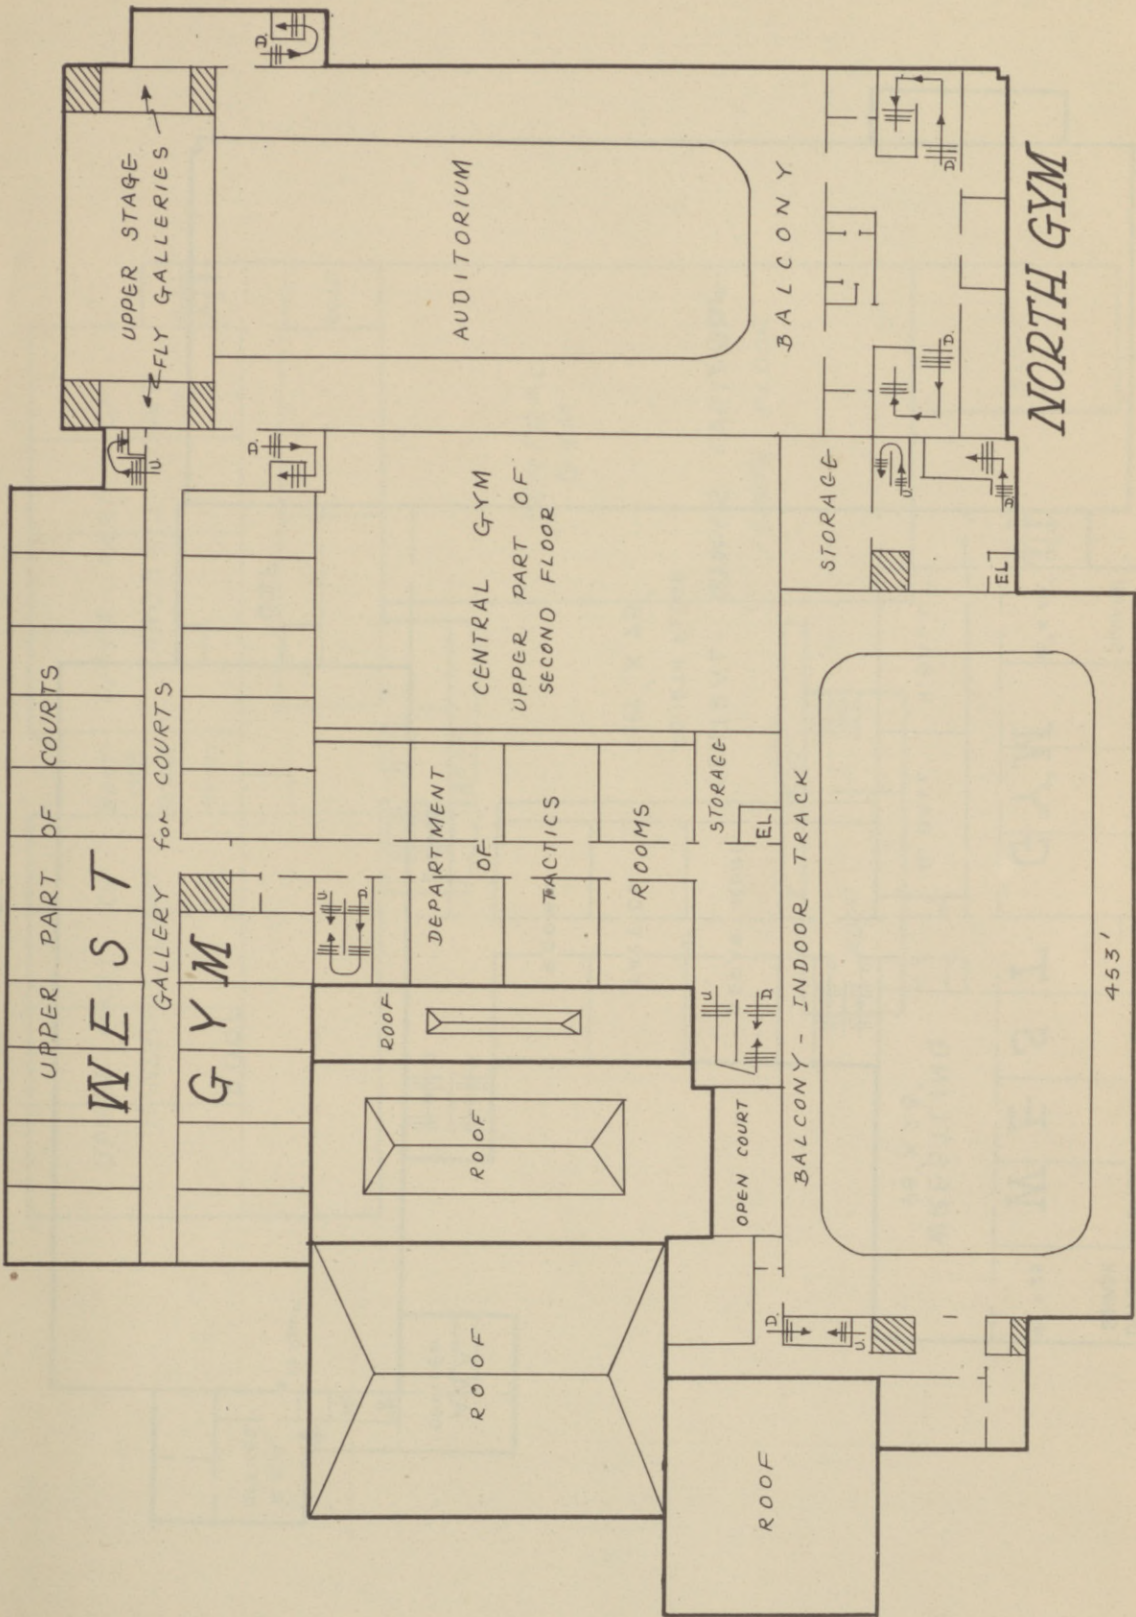 UPPER PART OF COURTS
WEST
GALLERY for COURTS
GYM
UPPER STAGE
FLY GALLERIES
AUDITORIUM
BALCONY
NORTH GYM
CENTRAL GYM
UPPER PART OF
SECOND FLOOR
STORAGE
EL
DEPARTMENT
OF
TACTICS
ROOMS
STORAGE
EL
BALCONY - INDOOR TRACK
453'
OPEN COURT
ROOF
ROOF
ROOF
ROOF
D.
U.
D.
D.
D.
U.
D.
U.
D.
U
D.
D.
U.